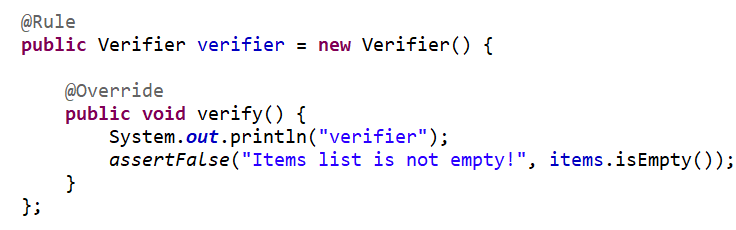 @Rule
public Verifier verifier = new Verifier() {
@Override
public void verify() {
System.out.println("verifier");
assertFalse("Items list is not empty!", items.isEmpty());
}
};